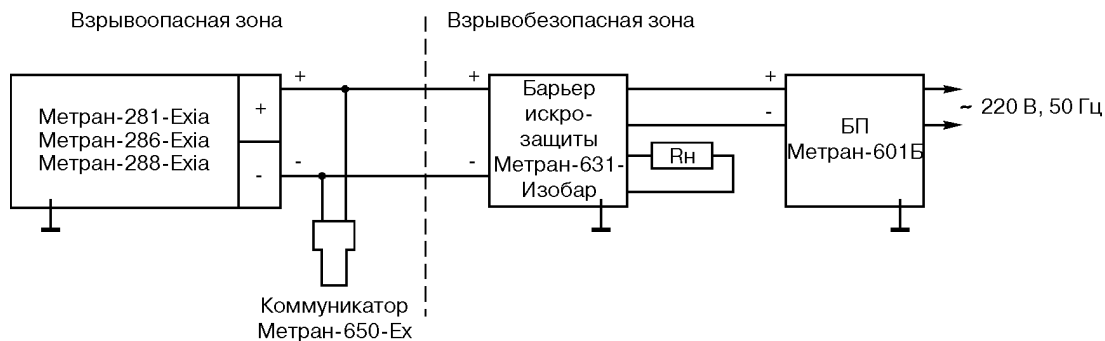 Взрывоопасная зона
Взрывобезопасная зона
Метран-281-Exia
Метран-286-Exia
Метран-288-Exia
+
-
+
-
+
-
Барьер
искро-
защиты
Метран-631-
Изобар
Rн
+
-
БП
Метран-601Б
~ 220 В, 50 Гц
Коммуникатор
Метран-650-Ex